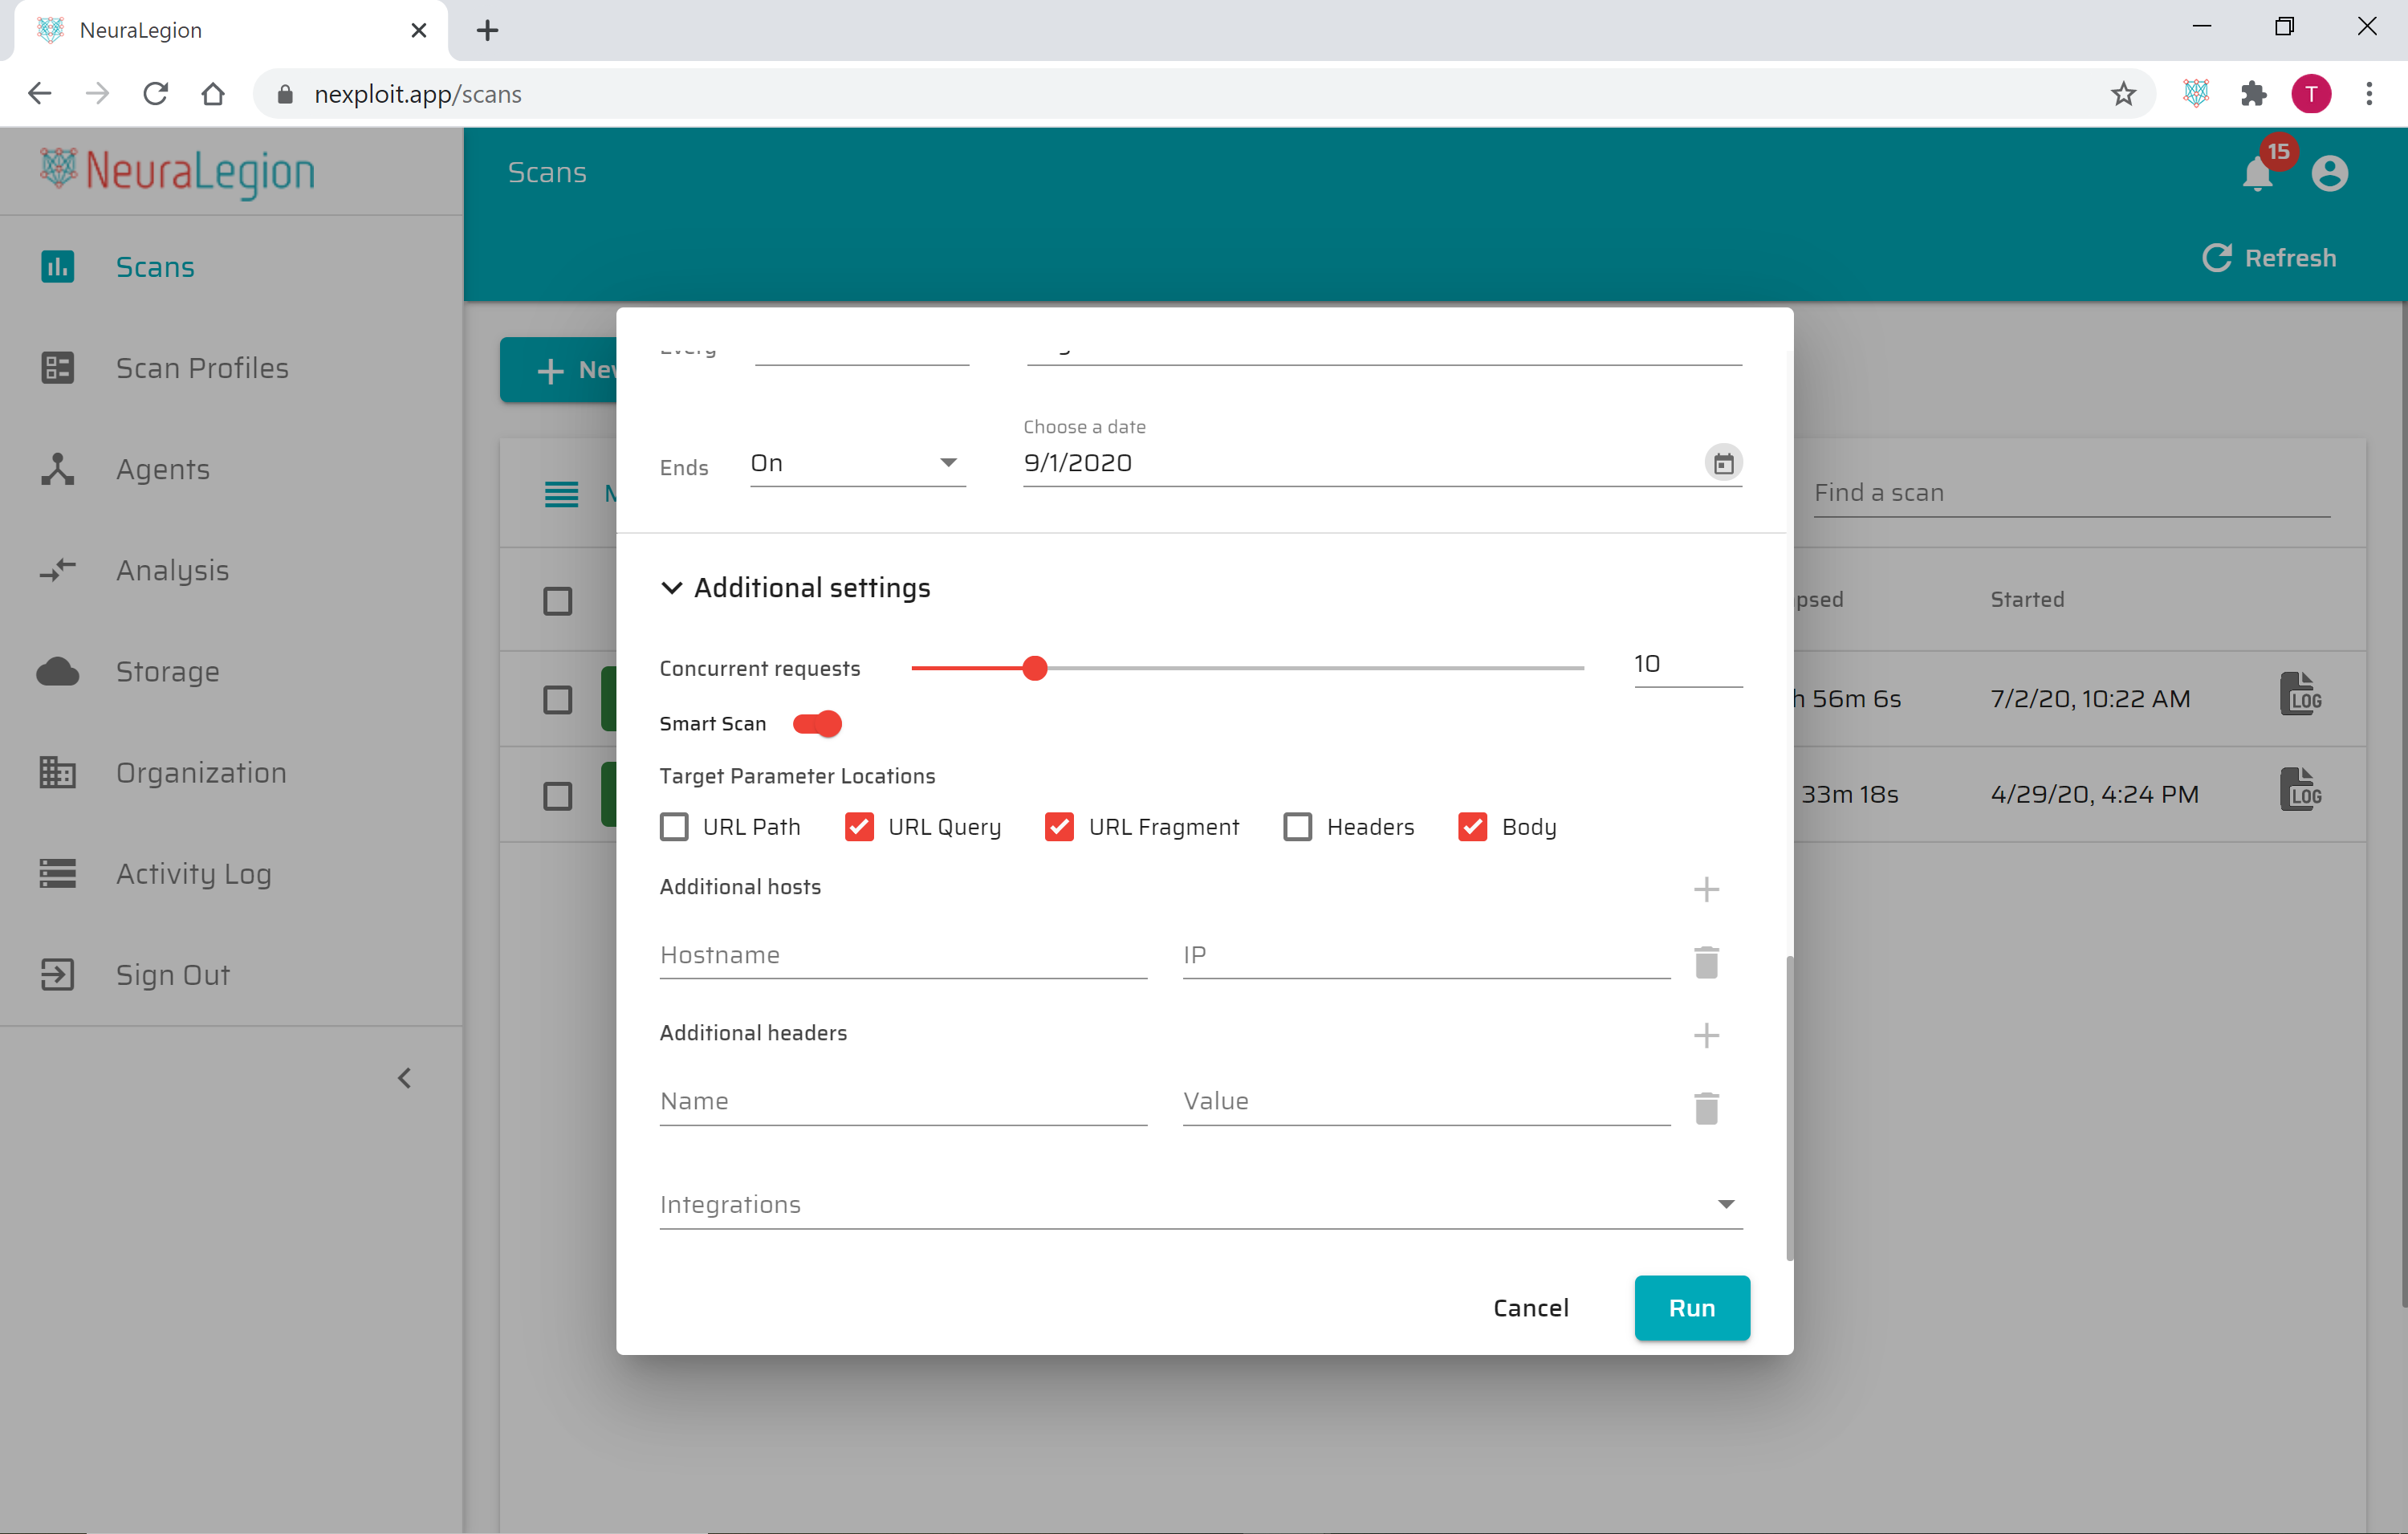 NeuraLegion
nexploit.app/scans
T
NeuraLegion
Scans
15
Refresh
Scans
Scan Profiles
Agents
Analysis
Storage
Organization
Activity Log
Sign Out
Find a scan
Started
56m 6s
7/2/20, 10:22 AM
LOG
33m 18s
4/29/20, 4:24 PM
LOG
Ends
On
Choose a date
9/1/2020
Additional settings
Concurrent requests
10
Smart Scan
Target Parameter Locations
URL Path
URL Query
URL Fragment
Headers
Body
Additional hosts
Hostname
IP
Additional headers
Name
Value
Integrations
Cancel
Run